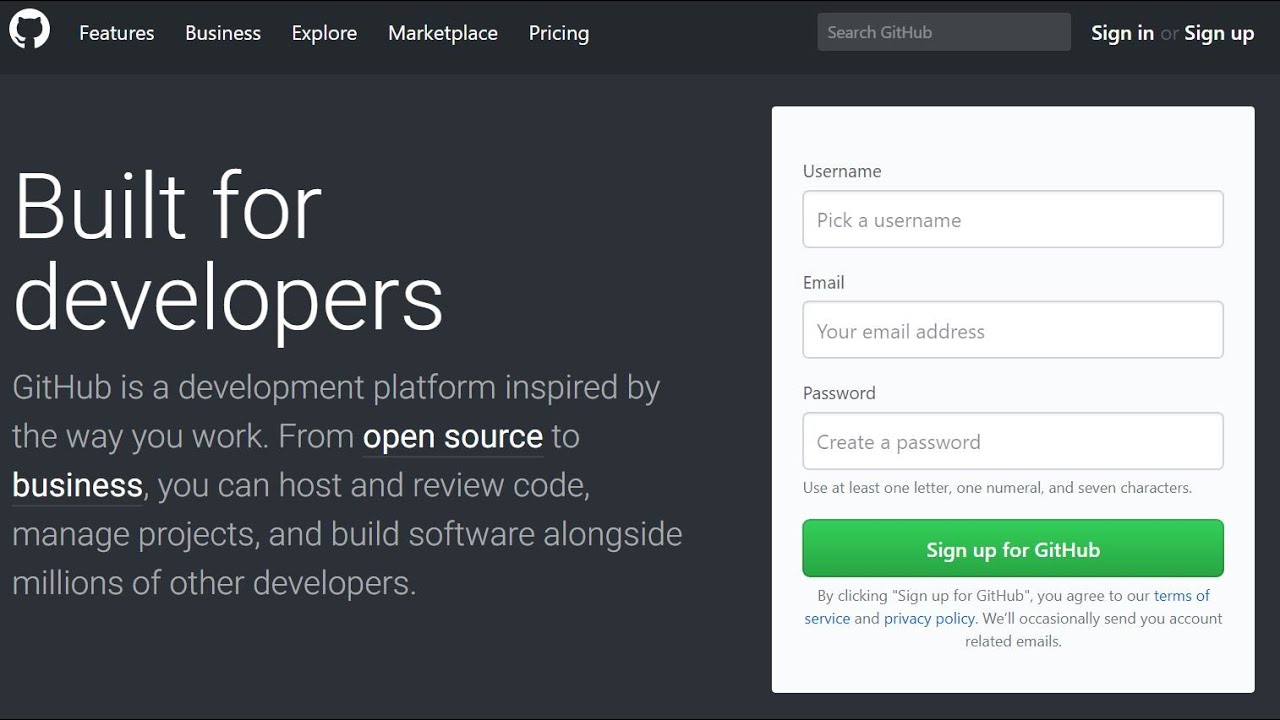 Features Business Explore Marketplace Pricing Search GitHub Sign in or Sign up
Built for
developers
GitHub is a development platform inspired by
the way you work. From open source to
business, you can host and review code,
manage projects, and build software alongside
millions of other developers.
Username
Pick a username
Email
Your email address
Password
Create a password
Use at least one letter, one numeral, and seven characters.
Sign up for GitHub
By clicking "Sign up for GitHub", you agree to our terms of
service and privacy policy. We’ll occasionally send you account
related emails.